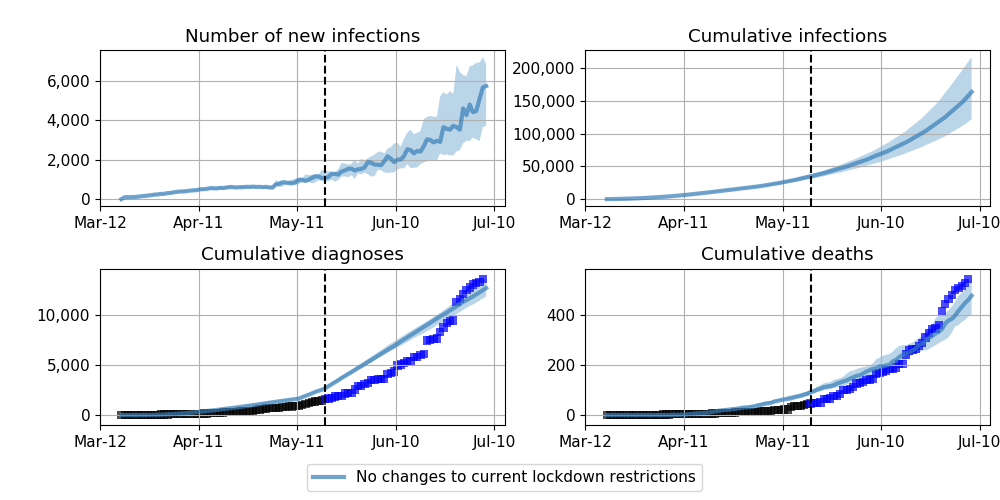 Number of new infections
6,000
4,000
2,000
0
Mar-12 Apr-11 May-11 Jun-10 Jul-10
Cumulative infections
200,000
150,000
100,000
50,000
0
Mar-12 Apr-11 May-11 Jun-10 Jul-10
Cumulative diagnoses
10,000
5,000
0
Mar-12 Apr-11 May-11 Jun-10 Jul-10
Cumulative deaths
400
200
0
Mar-12 Apr-11 May-11 Jun-10 Jul-10
No changes to current lockdown restrictions